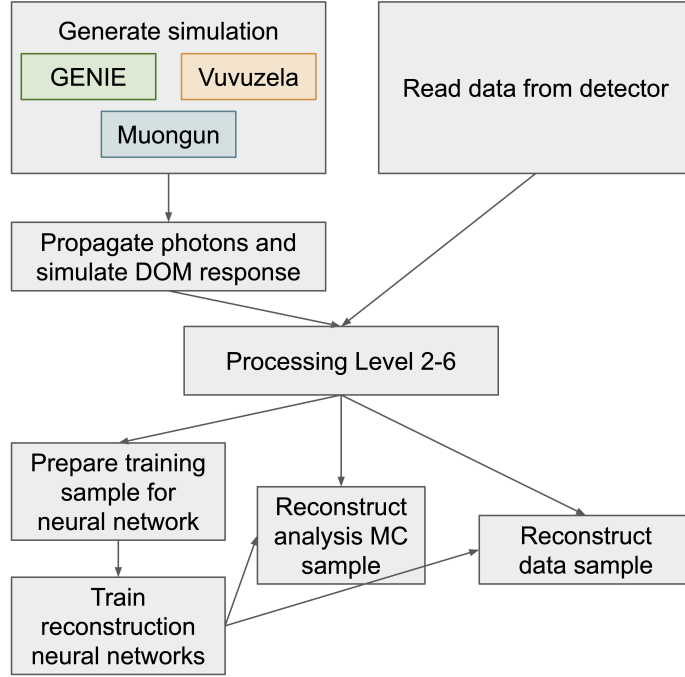 Generate simulation
GENIE
Vuvuzela
Muongun
Read data from detector
Propagate photons and
simulate DOM response
Processing Level 2-6
Prepare training
sample for
neural network
Reconstruct
analysis MC
sample
Reconstruct
data sample
Train
reconstruction
neural networks